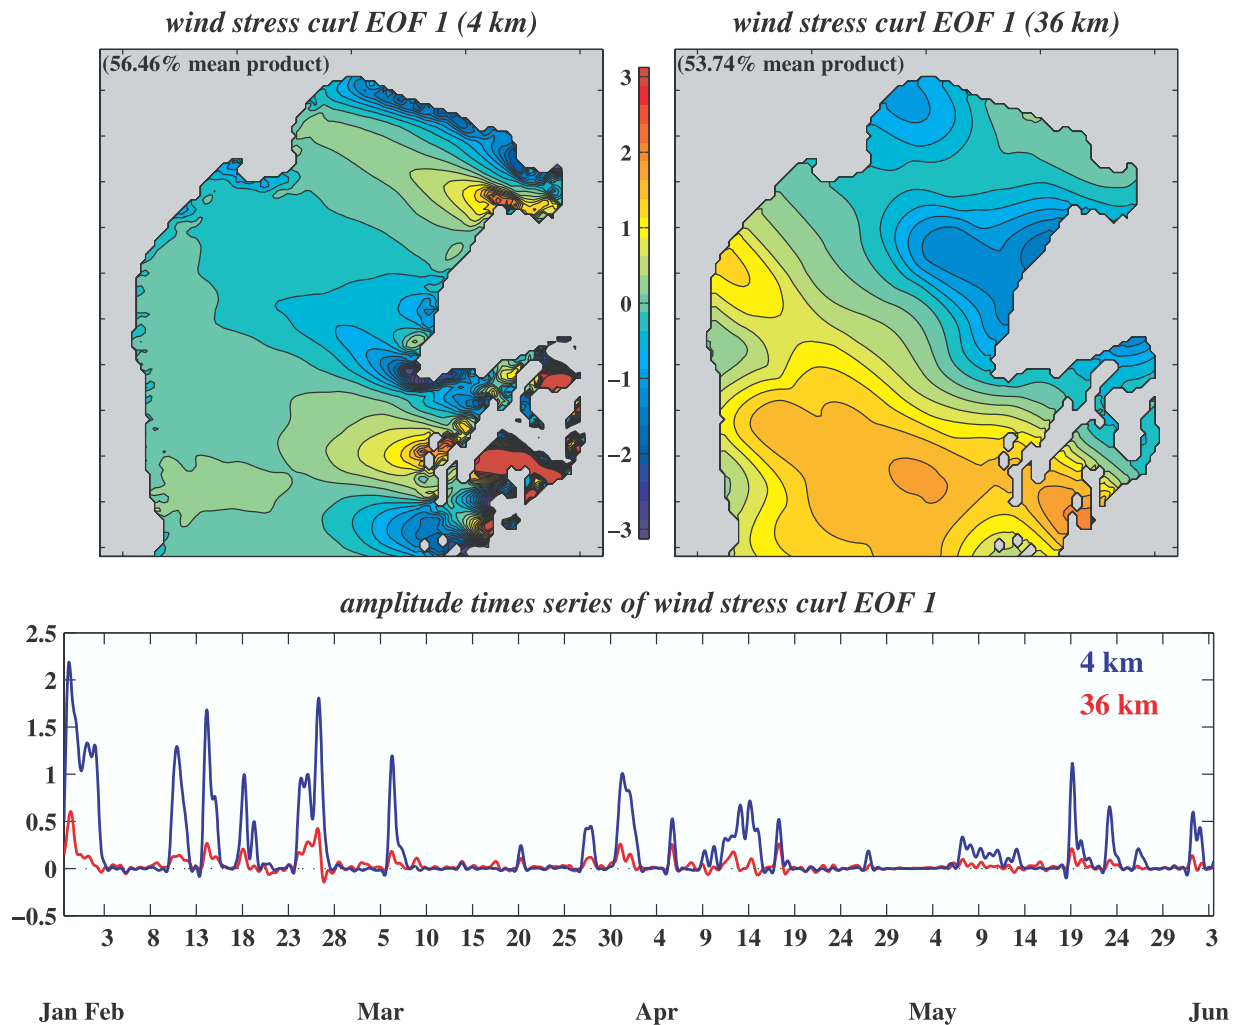 wind stress curl EOF 1 (4 km)
wind stress curl EOF 1 (36 km)
(56.46% mean product)
(53.74% mean product)
3
2
1
0
−1
−2
−3
amplitude times series of wind stress curl EOF 1
2.5
2
1.5
1
0.5
0
−0.5
4 km
36 km
3 8 13 18 23 28 5 10 15 20 25 30 4 9 14 19 24 29 4 9 14 19 24 29 3
Jan Feb Mar Apr May Jun